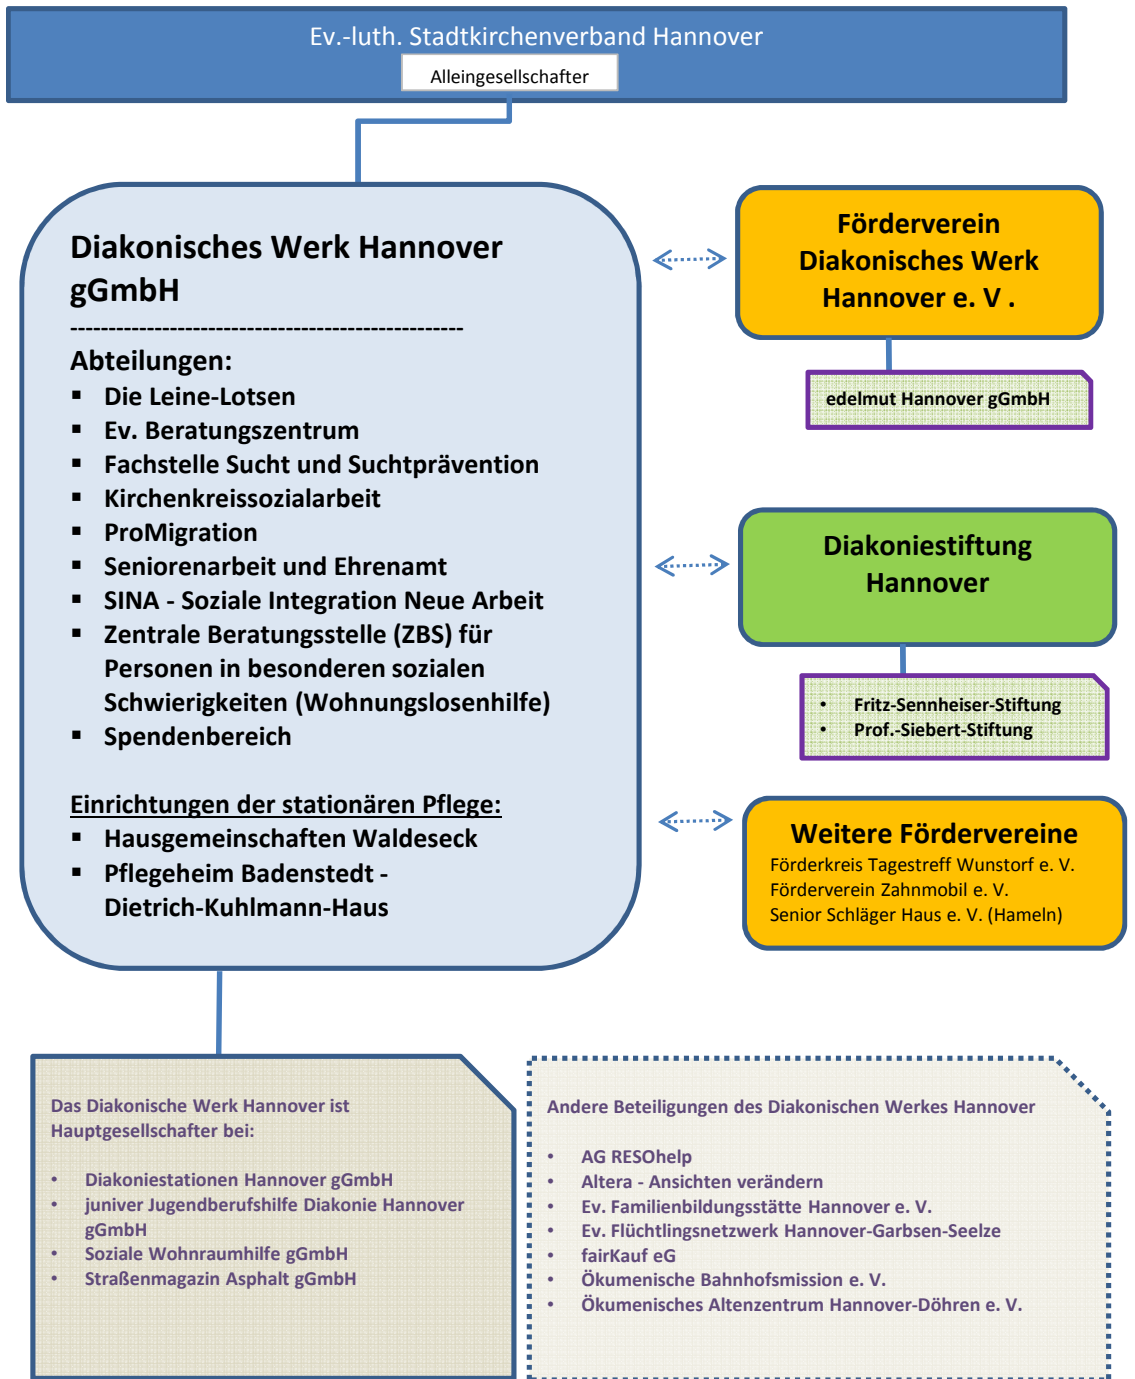 Ev.-luth. Stadtkirchenverband Hannover
Alleingesellschafter
Diakonisches Werk Hannover
gGmbH
---------------------------------------------------
Abteilungen:
▪ Die Leine-Lotsen
▪ Ev. Beratungszentrum
▪ Fachstelle Sucht und Suchtprävention
▪ Kirchenkreissozialarbeit
▪ ProMigration
▪ Seniorenarbeit und Ehrenamt
▪ SINA - Soziale Integration Neue Arbeit
▪ Zentrale Beratungsstelle (ZBS) für
Personen in besonderen sozialen
Schwierigkeiten (Wohnungslosenhilfe)
▪ Spendenbereich
Einrichtungen der stationären Pflege:
▪ Hausgemeinschaften Waldeseck
▪ Pflegeheim Badenstedt -
Dietrich-Kuhlmann-Haus
Förderverein
Diakonisches Werk
Hannover e. V .
edelmut Hannover gGmbH
Diakoniestiftung
Hannover
• Fritz-Sennheiser-Stiftung
• Prof.-Siebert-Stiftung
Weitere Fördervereine
Förderkreis Tagestreff Wunstorf e. V.
Förderverein Zahnmobil e. V.
Senior Schläger Haus e. V. (Hameln)
Das Diakonische Werk Hannover ist
Hauptgesellschafter bei:
• Diakoniestationen Hannover gGmbH
• juniver Jugendberufshilfe Diakonie Hannover
gGmbH
• Soziale Wohnraumhilfe gGmbH
• Straßenmagazin Asphalt gGmbH
Andere Beteiligungen des Diakonischen Werkes Hannover
• AG RESOhelp
• Altera - Ansichten verändern
• Ev. Familienbildungsstätte Hannover e. V.
• Ev. Flüchtlingsnetzwerk Hannover-Garbsen-Seelze
• fairKauf eG
• Ökumenische Bahnhofsmission e. V.
• Ökumenisches Altenzentrum Hannover-Döhren e. V.